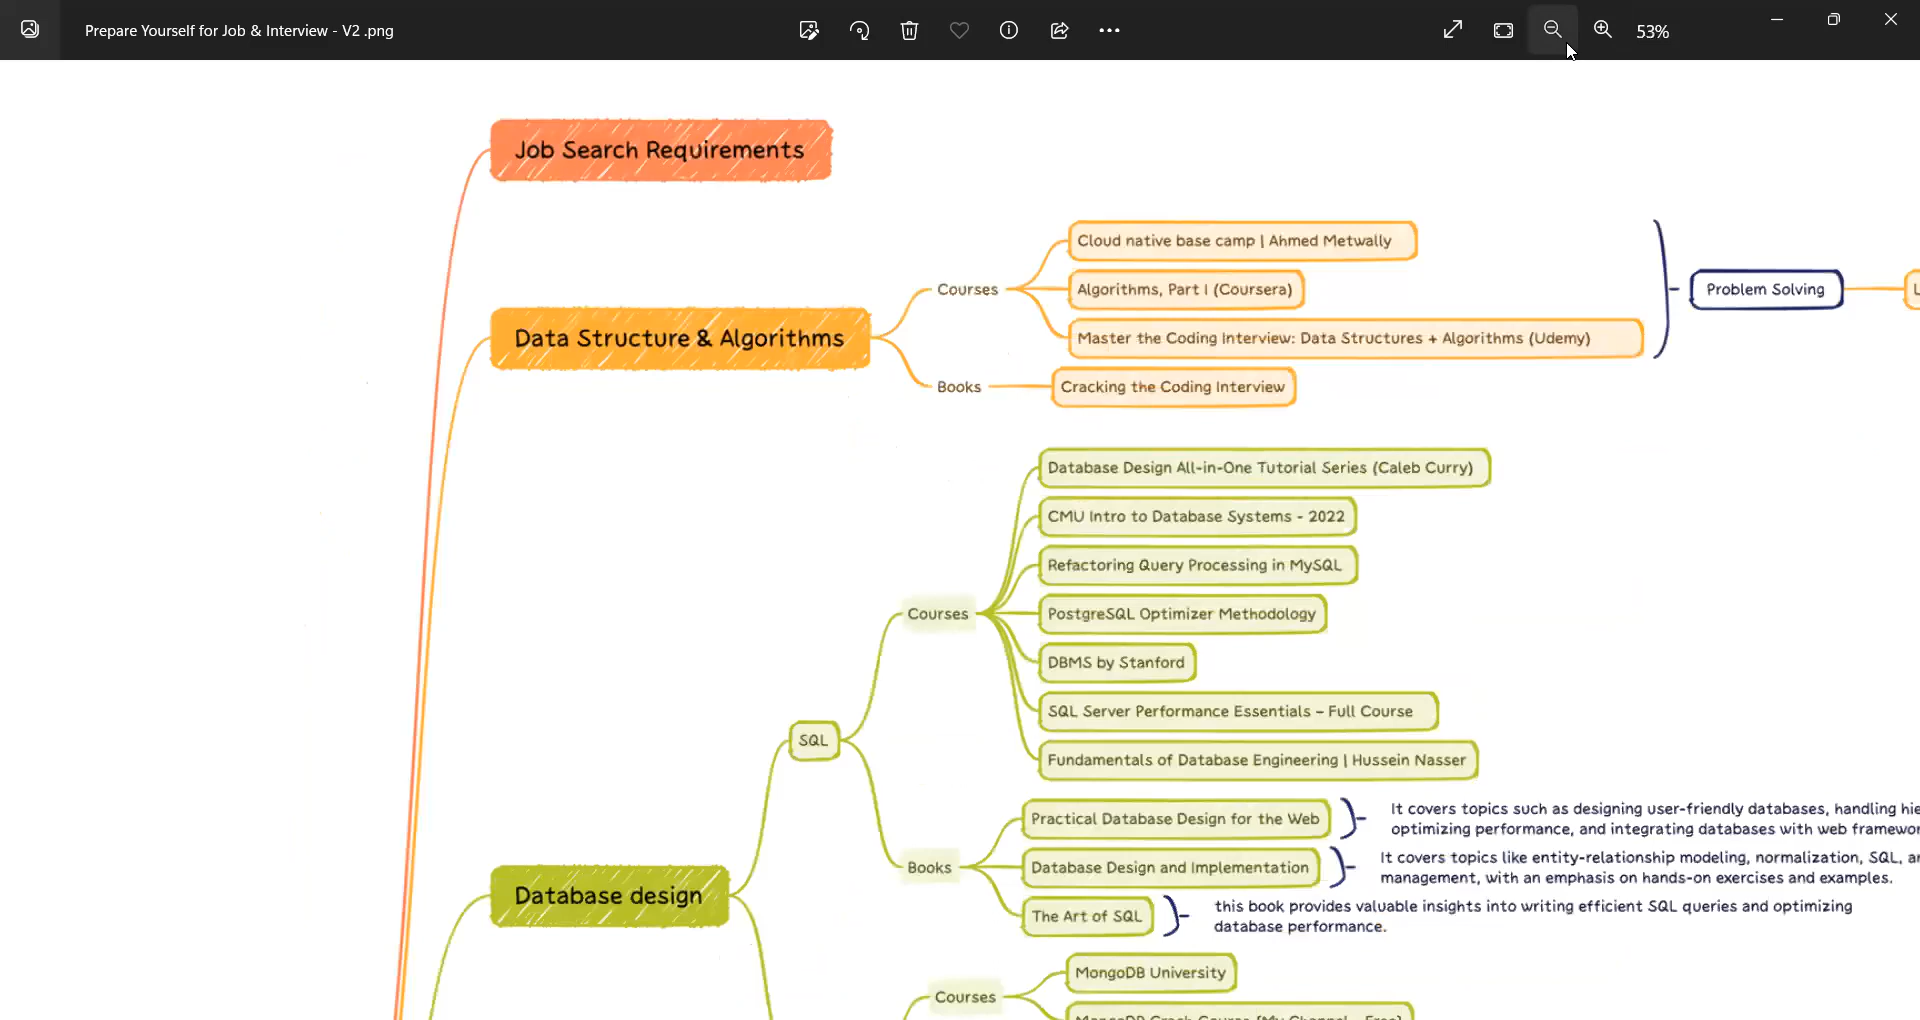 Prepare Yourself for Job & Interview - V2 .png
53%
Job Search Requirements
Data Structure & Algorithms
Courses
Cloud native base camp | Ahmed Metwally
Algorithms, Part I (Coursera)
Master the Coding Interview: Data Structures + Algorithms (Udemy)
Problem Solving
Books
Cracking the Coding Interview
Database design
SQL
Courses
Database Design All-in-One Tutorial Series (Caleb Curry)
CMU Intro to Database Systems - 2022
Refactoring Query Processing in MySQL
PostgreSQL Optimizer Methodology
DBMS by Stanford
SQL Server Performance Essentials – Full Course
Fundamentals of Database Engineering | Hussein Nasser
Books
Practical Database Design for the Web
It covers topics such as designing user-friendly databases, handling
optimizing performance, and integrating databases with web
Database Design and Implementation
It covers topics like entity-relationship modeling, normalization, SQL,
management, with an emphasis on hands-on exercises and examples.
The Art of SQL
this book provides valuable insights into writing efficient SQL queries and optimizing
database performance.
Courses
MongoDB University
MongoDB Crash Course [My Channel - Free]